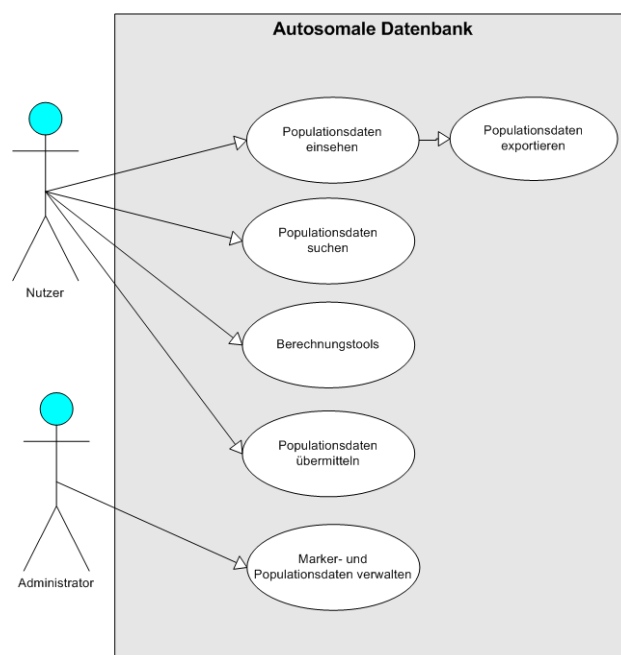 Autosomale Datenbank
Populationsdaten
einsehen
Populationsdaten
exportieren
Populationsdaten
suchen
Nutzer
Berechnungstools
Populationsdaten
übermitteln
Marker- und
Populationsdaten verwalten
Administrator